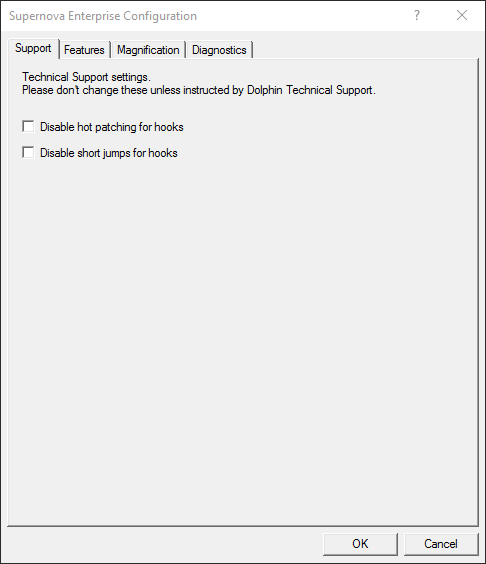 Supernova Enterprise Configuration
Support Features Magnification Diagnostics
Technical Support settings.
Please don't change these unless instructed by Dolphin Technical Support.
Disable hot patching for hooks
Disable short jumps for hooks
OK Cancel